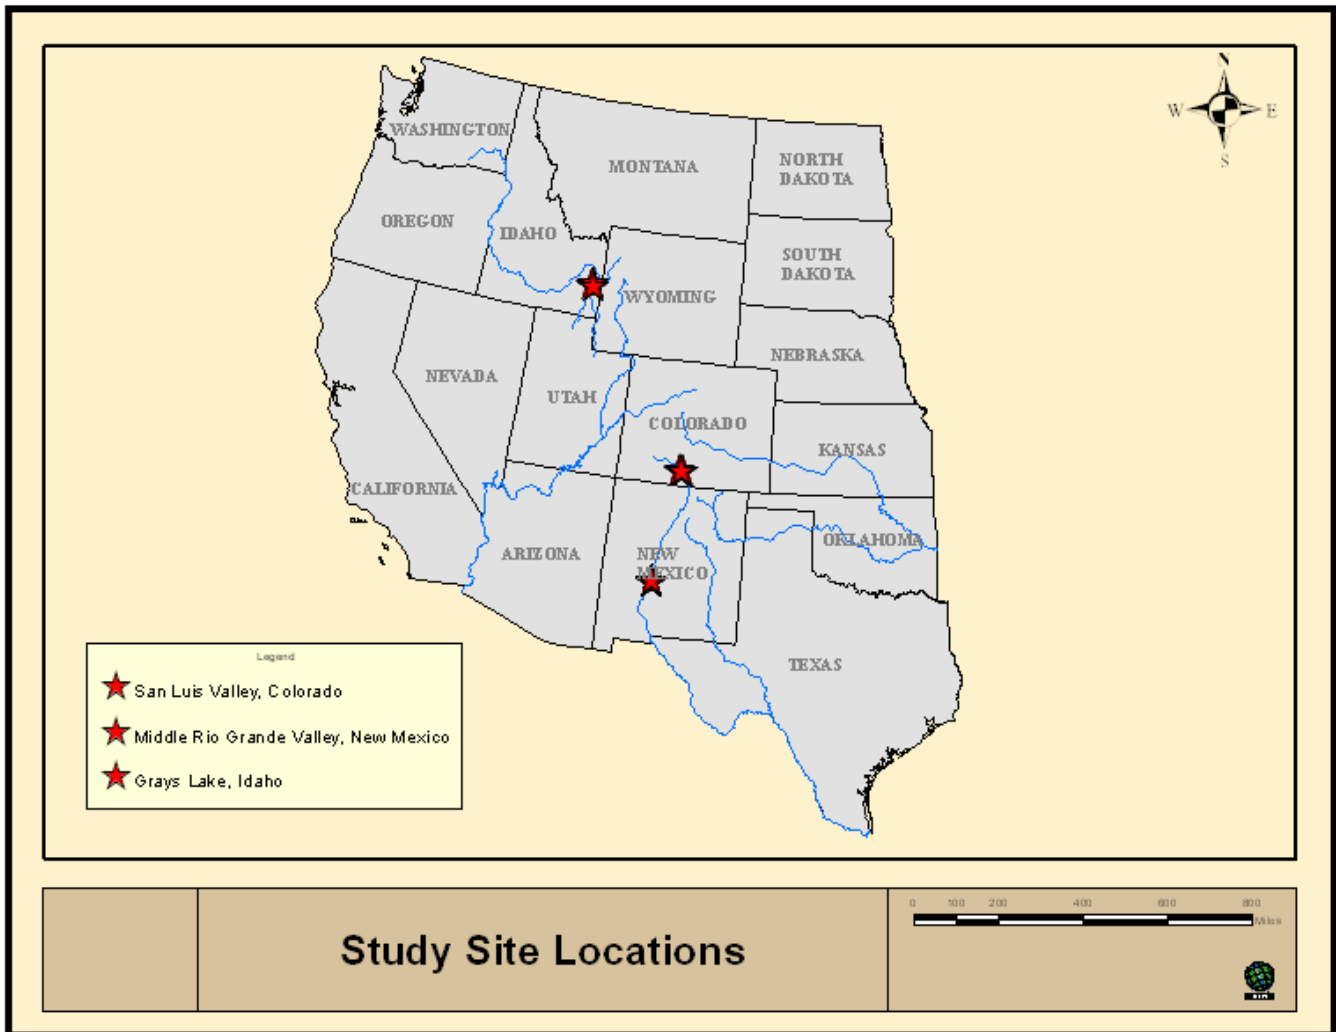 N
W E
S
WASHINGTON
MONTANA
NORTH
DAKOTA
OREGON
IDAHO
SOUTH
DAKOTA
WYOMING
NEBRASKA
NEVADA
UTAH
COLORADO
KANSAS
CALIFORNIA
ARIZONA
NEW
MEXICO
OKLAHOMA
TEXAS
Legend
San Luis Valley, Colorado
Middle Rio Grande Valley, New Mexico
Grays Lake, Idaho
Study Site Locations
0 100 200 400 600 800
Miles